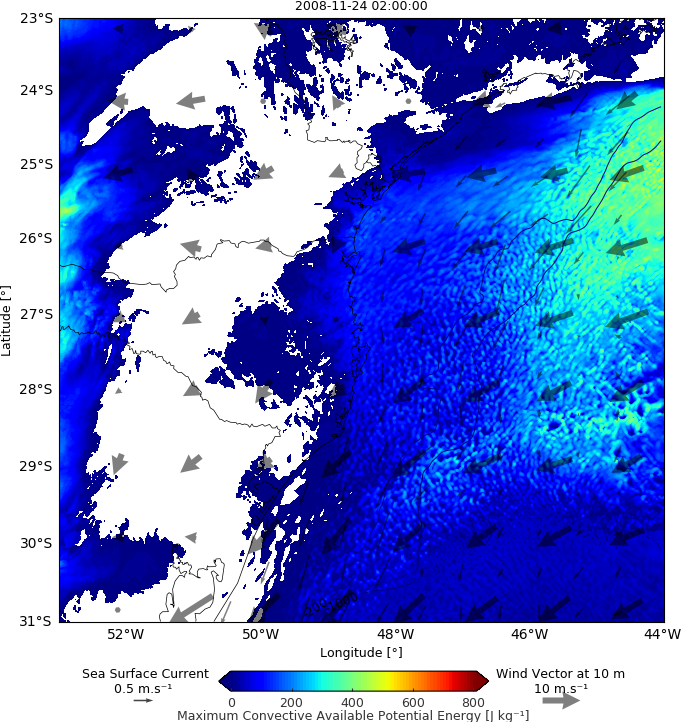 2008-11-24 02:00:00
23°S
24°S
25°S
26°S
27°S
28°S
29°S
30°S
31°S
Latitude [°]
52°W
50°W
48°W
46°W
44°W
Longitude [°]
Sea Surface Current
0.5 m.s⁻¹
Wind Vector at 10 m
10 m.s⁻¹
0
200
400
600
800
Maximum Convective Available Potential Energy [J kg⁻¹]